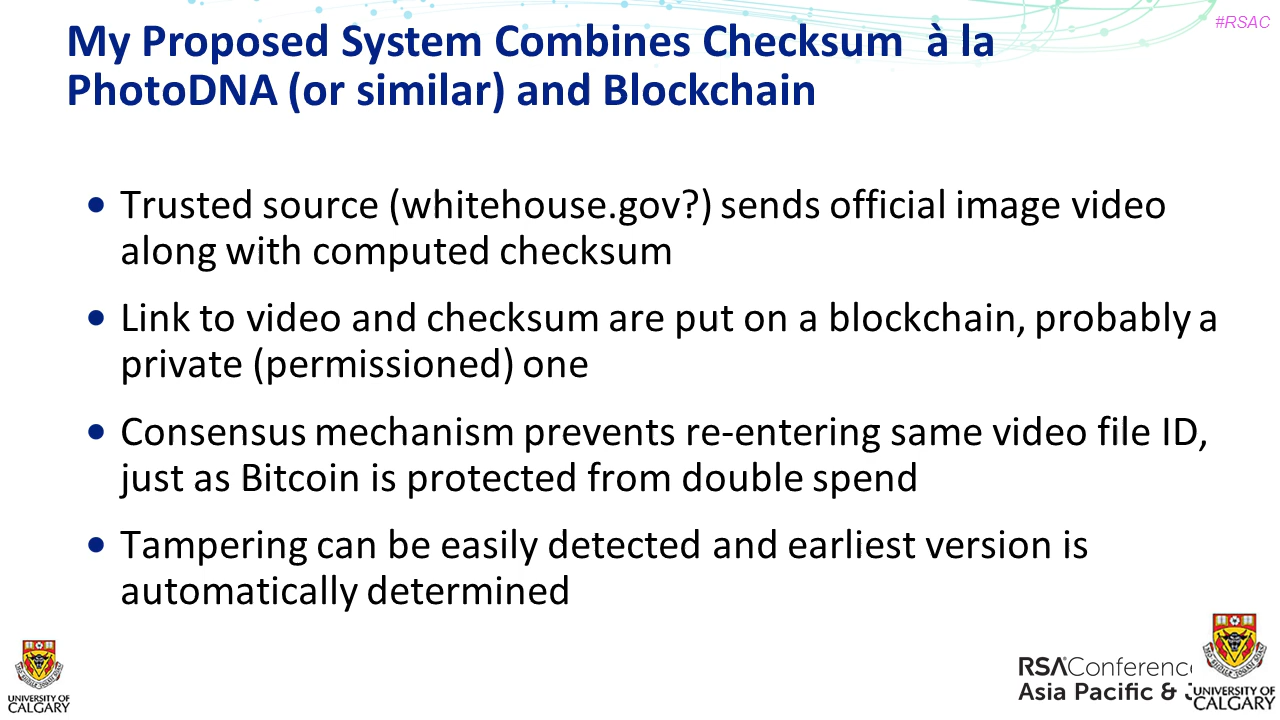 #RSAC
My Proposed System Combines Checksum à la
PhotoDNA (or similar) and Blockchain
• Trusted source (whitehouse.gov?) sends official image video
along with computed checksum
• Link to video and checksum are put on a blockchain, probably a
private (permissioned) one
• Consensus mechanism prevents re-entering same video file ID,
just as Bitcoin is protected from double spend
• Tampering can be easily detected and earliest version is
automatically determined
UNIVERSITY OF
CALGARY
RSAConferenc
Asia Pacific &
UNIVERSITY OF
CALGARY